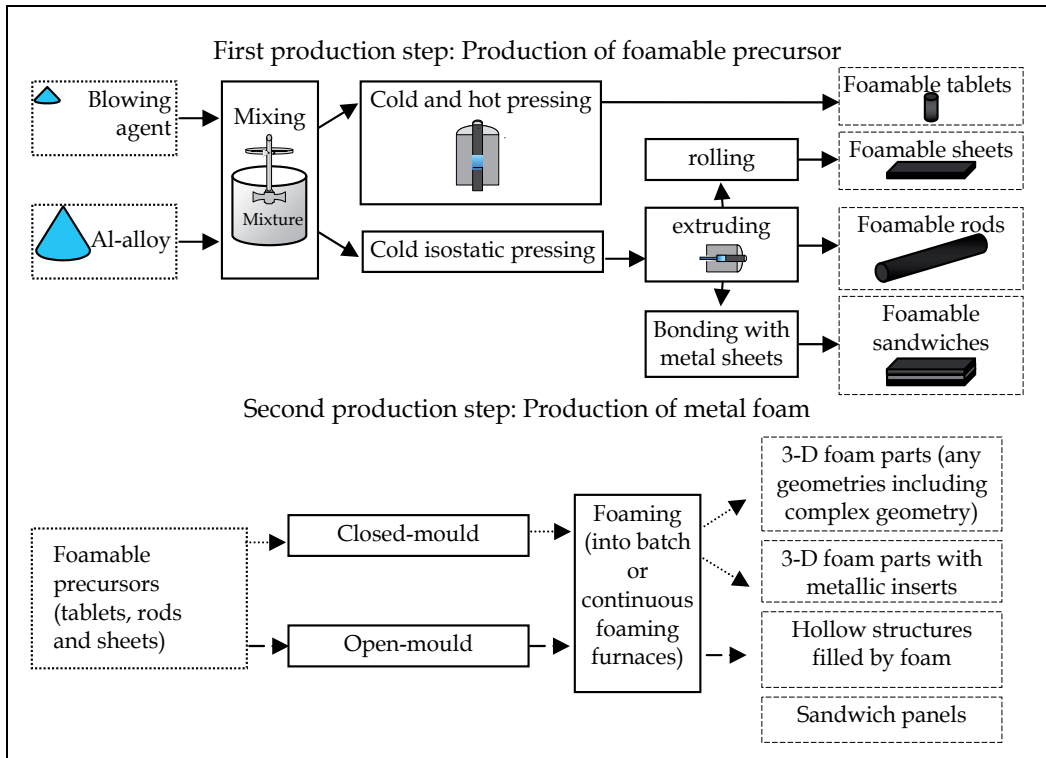 First production step: Production of foamable precursor
Blowing
agent
Al-alloy
Mixing
Mixture
Cold and hot pressing
Cold isostatic pressing
rolling
extruding
Bonding with
metal sheets
Foamable tablets
Foamable sheets
Foamable rods
Foamable
sandwiches
Second production step: Production of metal foam
Foamable
precursors
(tablets, rods
and sheets)
Closed-mould
Open-mould
Foaming
(into batch
or
continuous
foaming
furnaces)
3-D foam parts (any
geometries including
complex geometry)
3-D foam parts with
metallic inserts
Hollow structures
filled by foam
Sandwich panels